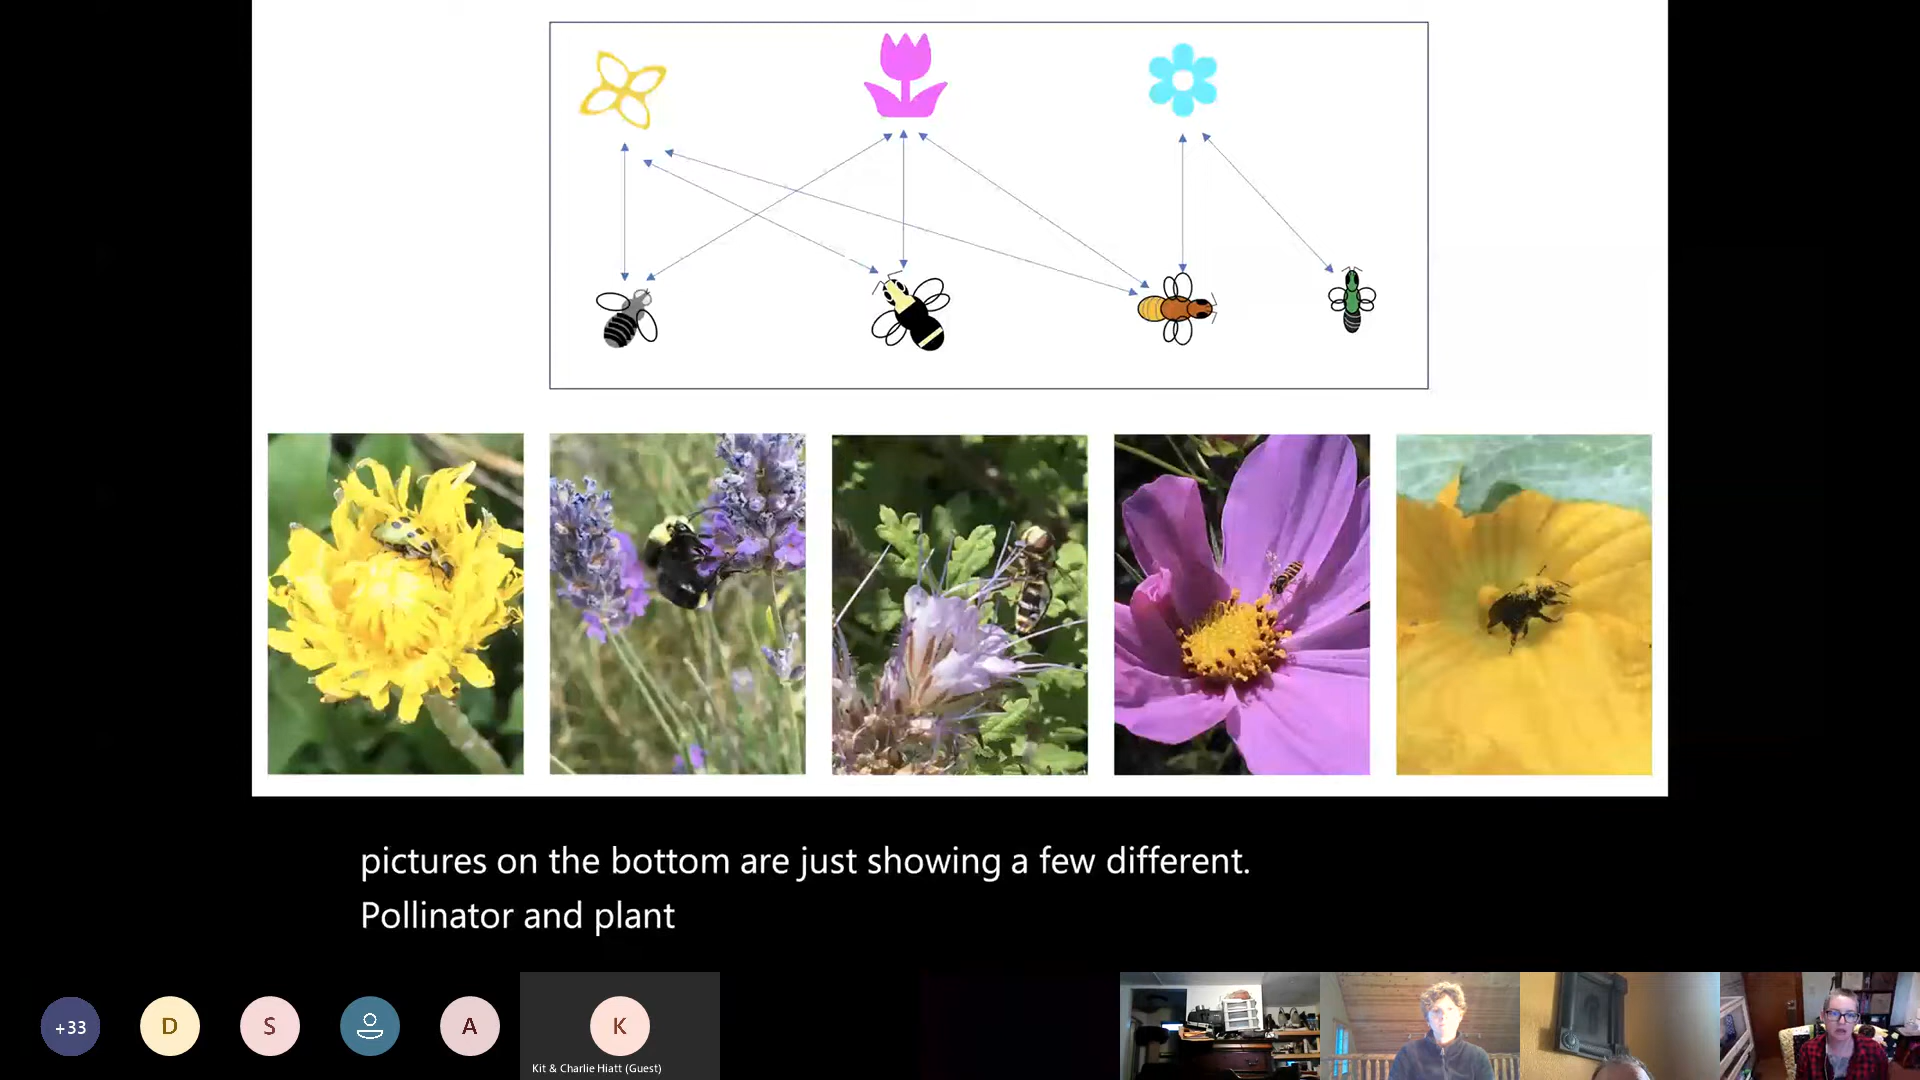 pictures on the bottom are just showing a few different.
Pollinator and plant
+33
D
S
A
K
Kit & Charlie Hiatt (Guest)